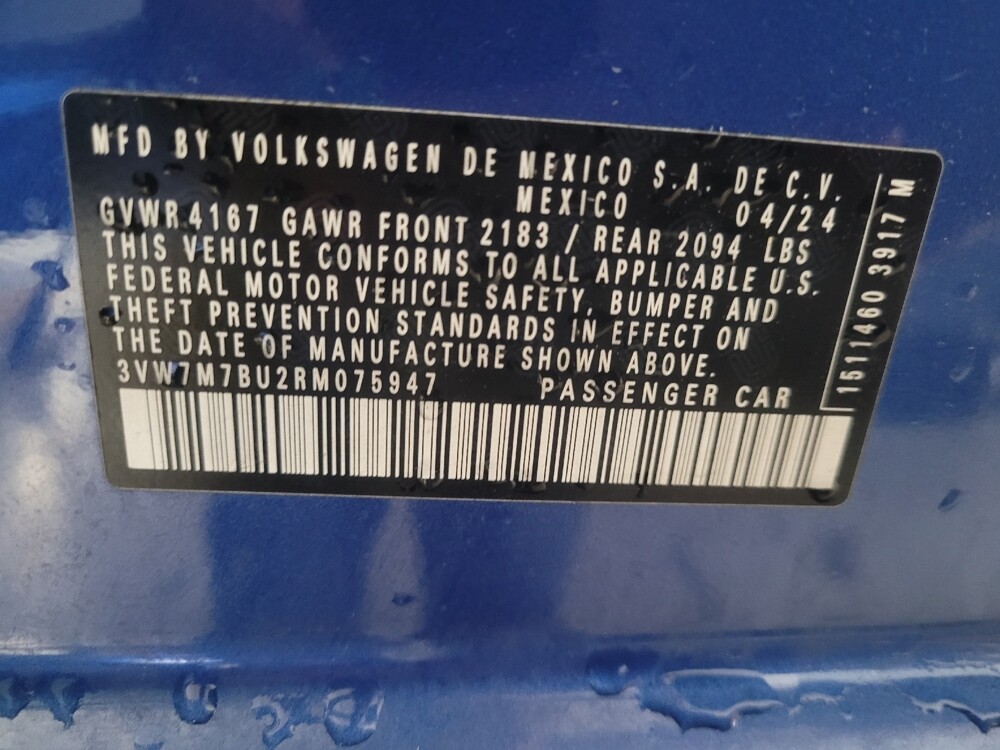 MFD BY VOLKSWAGEN DE MEXICO S.A. DE C.V.
MEXICO 04/24
GVWR 4167 GAWR FRONT 2183 / REAR 2094 LBS
THIS VEHICLE CONFORMS TO ALL APPLICABLE U.S.
FEDERAL MOTOR VEHICLE SAFETY, BUMPER AND
THEFT PREVENTION STANDARDS IN EFFECT ON
THE DATE OF MANUFACTURE SHOWN ABOVE.
3VW7M7BU2RM075947 PASSENGER CAR
1511460 3917 M